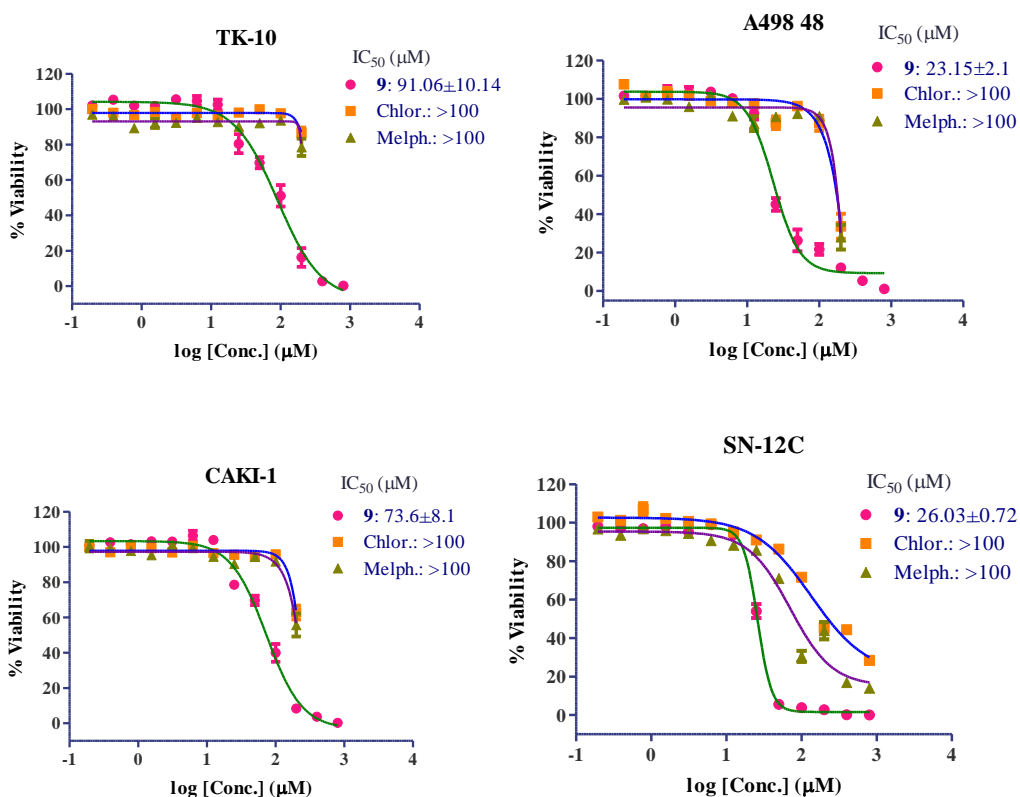 TK-10
IC50 (μM)
9: 91.06±10.14
Chlor.: >100
Melph.: >100
% Viability
120
100
80
60
40
20
0
-1 0 1 2 3 4
log [Conc.] (μM)
A498 48
IC50 (μM)
9: 23.15±2.1
Chlor.: >100
Melph.: >100
% Viability
120
100
80
60
40
20
0
-1 0 1 2 3 4
log [Conc.] (μM)
CAKI-1
IC50 (μM)
9: 73.6±8.1
Chlor.: >100
Melph.: >100
% Viability
120
100
80
60
40
20
0
-1 0 1 2 3 4
log [Conc.] (μM)
SN-12C
IC50 (μM)
9: 26.03±0.72
Chlor.: >100
Melph.: >100
% Viability
120
100
80
60
40
20
0
-1 0 1 2 3 4
log [Conc.] (μM)